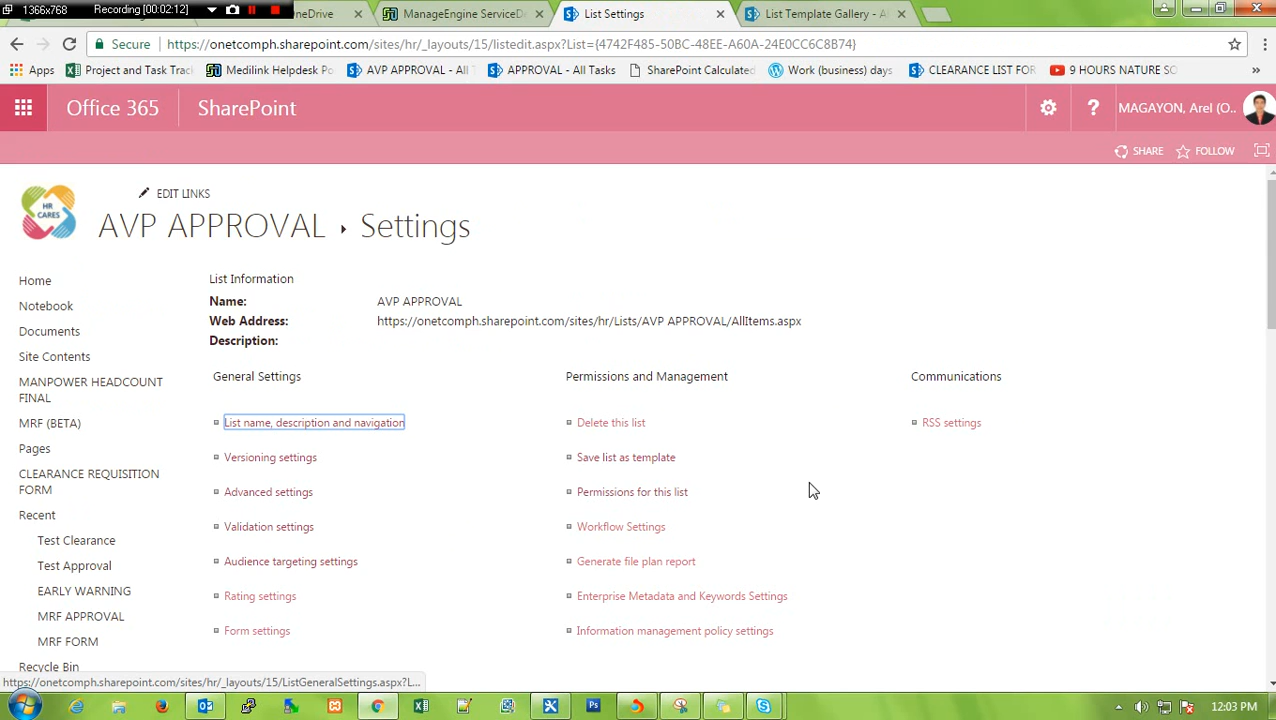 1366x768 Recording [00:02:12]
neDrive
ManageEngine ServiceDe
List Settings
List Template Gallery - A
Secure https://onetcomph.sharepoint.com/sites/hr/_layouts/15/listedit.aspx?List={4742F485-50BC-48EE-A60A-24E0CC6C8B74}
Apps Project and Task Track Medilink Helpdesk Po AVP APPROVAL - All T APPROVAL - All Tasks SharePoint Calculated Work (business) days CLEARANCE LIST FOR 9 HOURS NATURE SO »
Office 365 SharePoint ? MAGAYON, Arel (O..
SHARE FOLLOW
EDIT LINKS
HR CARES
AVP APPROVAL Settings
Home
Notebook
Documents
Site Contents
MANPOWER HEADCOUNT
FINAL
MRF (BETA)
Pages
CLEARANCE REQUISITION
FORM
Recent
Test Clearance
Test Approval
EARLY WARNING
MRF APPROVAL
MRF FORM
Recycle Bin
List Information
Name: AVP APPROVAL
Web Address: https://onetcomph.sharepoint.com/sites/hr/Lists/AVP APPROVAL/AllItems.aspx
Description:
General Settings
List name, description and navigation
Versioning settings
Advanced settings
Validation settings
Audience targeting settings
Rating settings
Form settings
Permissions and Management
Delete this list
Save list as template
Permissions for this list
Workflow Settings
Generate file plan report
Enterprise Metadata and Keywords Settings
Information management policy settings
Communications
RSS settings
https://onetcomph.sharepoint.com/sites/hr/_layouts/15/ListGeneralSettings.aspx?L...
12:03 PM